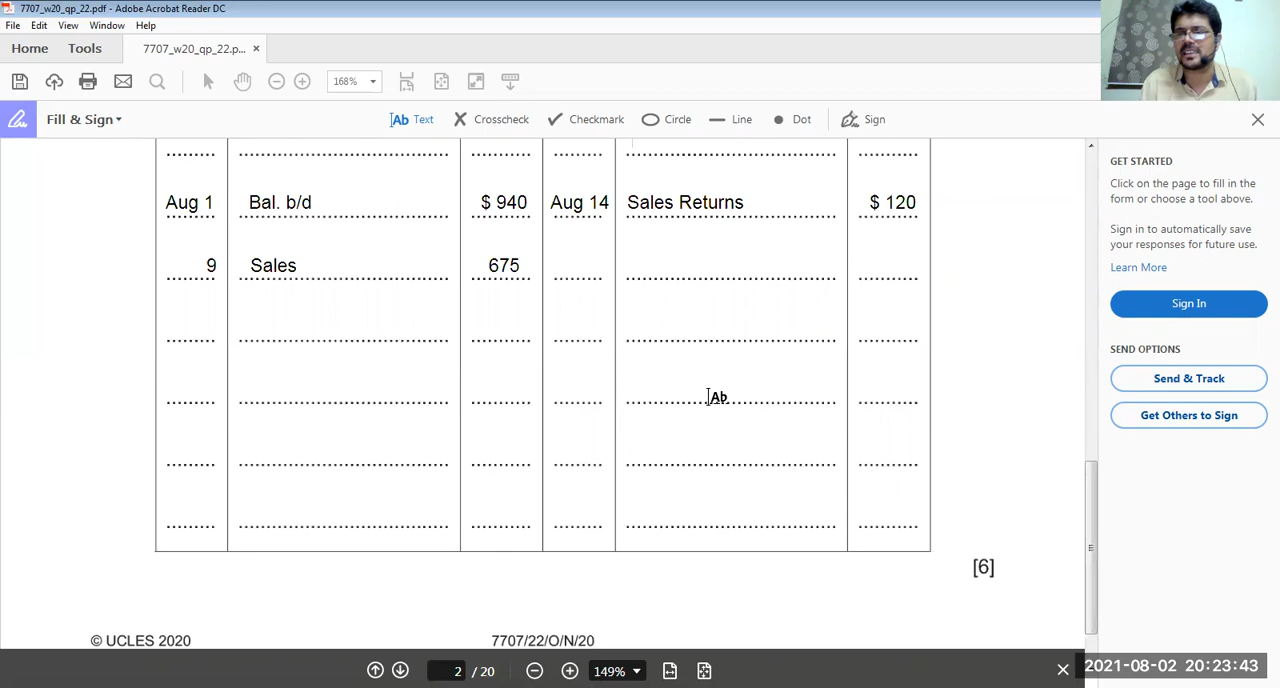 7707_w20_qp_22.pdf - Adobe Acrobat Reader DC
File Edit View Window Help
Home Tools 7707_w20_qp_22.p... ×
168%
Fill & Sign Ab Text Crosscheck Checkmark Circle Line Dot Sign
GET STARTED
Click on the page to fill in the
form or choose a tool above.
Sign in to automatically save
your responses for future use.
Learn More
Sign In
SEND OPTIONS
Send & Track
Get Others to Sign
Aug 1 Bal. b/d $ 940 Aug 14 Sales Returns $ 120
9 Sales 675
Ab
[6]
© UCLES 2020 7707/22/O/N/20
2 / 20 149%
2021-08-02 20:23:43